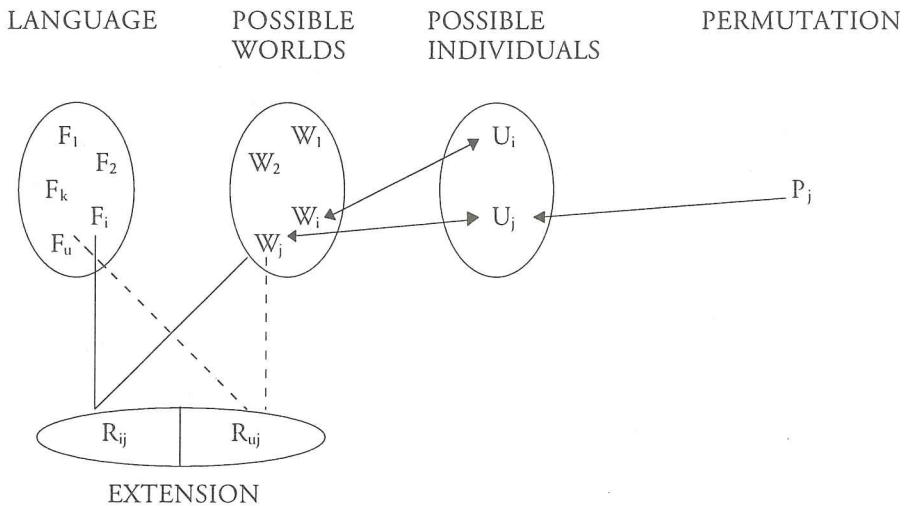 LANGUAGE POSSIBLE WORLDS POSSIBLE INDIVIDUALS PERMUTATION
F₁ W₁ Uᵢ
F₂ W₂
Fₖ Pⱼ
Fᵢ Wᵢ Uⱼ
Fᵤ Wⱼ
Rᵢⱼ Rᵤⱼ
EXTENSION